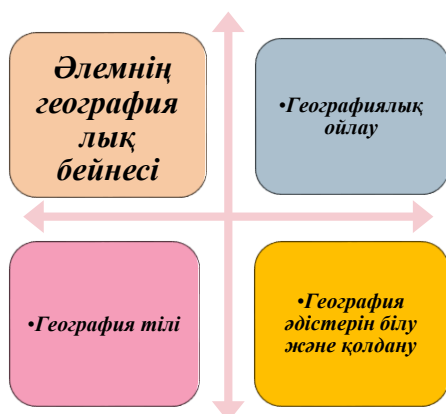 Әлемнің
география
лық
бейнесі
•Географиялық
ойлау
•География тілі
•География
әдістерін білу
және қолдану